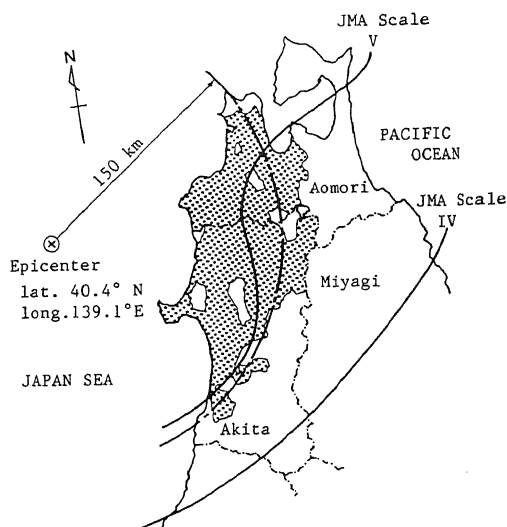 JMA Scale
V
N
150 km
PACIFIC
OCEAN
Aomori
JMA Scale
IV
Epicenter
lat. 40.4° N
long.139.1°E
Miyagi
JAPAN SEA
Akita